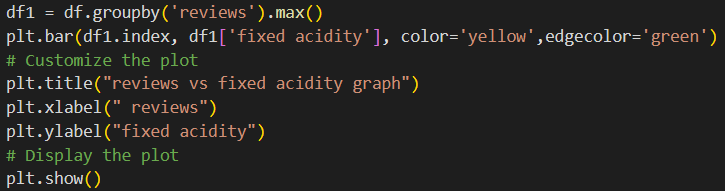 df1 = df.groupby('reviews').max()
plt.bar(df1.index, df1['fixed acidity'], color='yellow',edgecolor='green')
# Customize the plot
plt.title("reviews vs fixed acidity graph")
plt.xlabel(" reviews")
plt.ylabel("fixed acidity")
# Display the plot
plt.show()